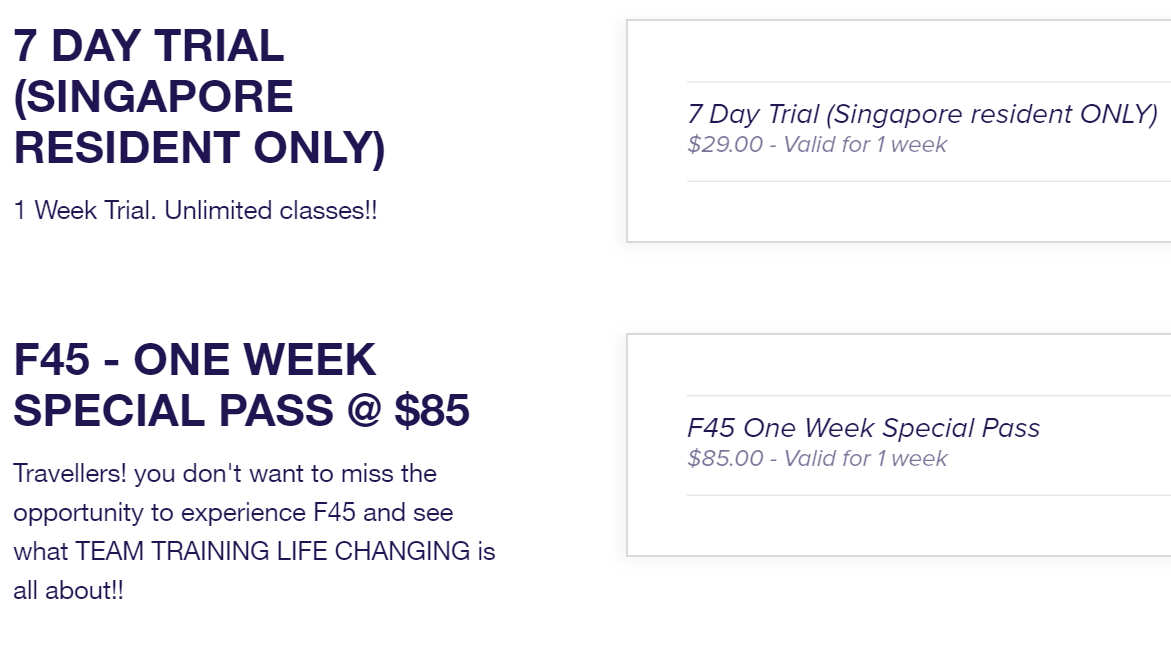 7 DAY TRIAL
(SINGAPORE
RESIDENT ONLY)
1 Week Trial. Unlimited classes!!
7 Day Trial (Singapore resident ONLY)
$29.00 - Valid for 1 week
F45 - ONE WEEK
SPECIAL PASS @ $85
Travellers! you don't want to miss the
opportunity to experience F45 and see
what TEAM TRAINING LIFE CHANGING is
all about!!
F45 One Week Special Pass
$85.00 - Valid for 1 week